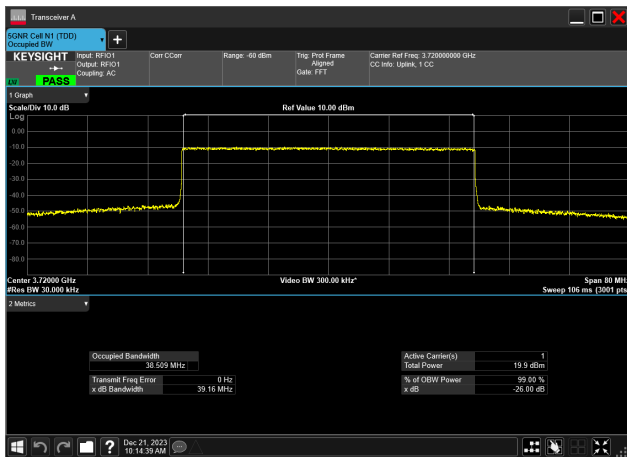 Transceiver A
5GNR Cell N1 (TDD)
Occupied BW
KEYSIGHT
Input: RFIO1
Output: RFIO1
Coupling: AC
Corr CCorr
Range: -60 dBm
Trig: Prot Frame
Aligned
Gate: FFT
Carrier Ref Freq: 3.720000000 GHz
CC Info: Uplink, 1 CC
PASS
1 Graph
Scale/Div 10.0 dB
Ref Value 10.00 dBm
Log
0.00
-10.0
-20.0
-30.0
-40.0
-50.0
-60.0
-70.0
-80.0
Center 3.72000 GHz
Video BW 300.00 kHz*
Span 80 MH
#Res BW 30.000 kHz
Sweep 106 ms (3001 pts
2 Metrics
Occupied Bandwidth
38.509 MHz
Active Carrier(s) 1
Total Power 19.9 dBm
Transmit Freq Error 0 Hz
x dB Bandwidth 39.16 MHz
% of OBW Power 99.00 %
x dB -26.00 dB
?
Dec 21, 2023
10:14:39 AM